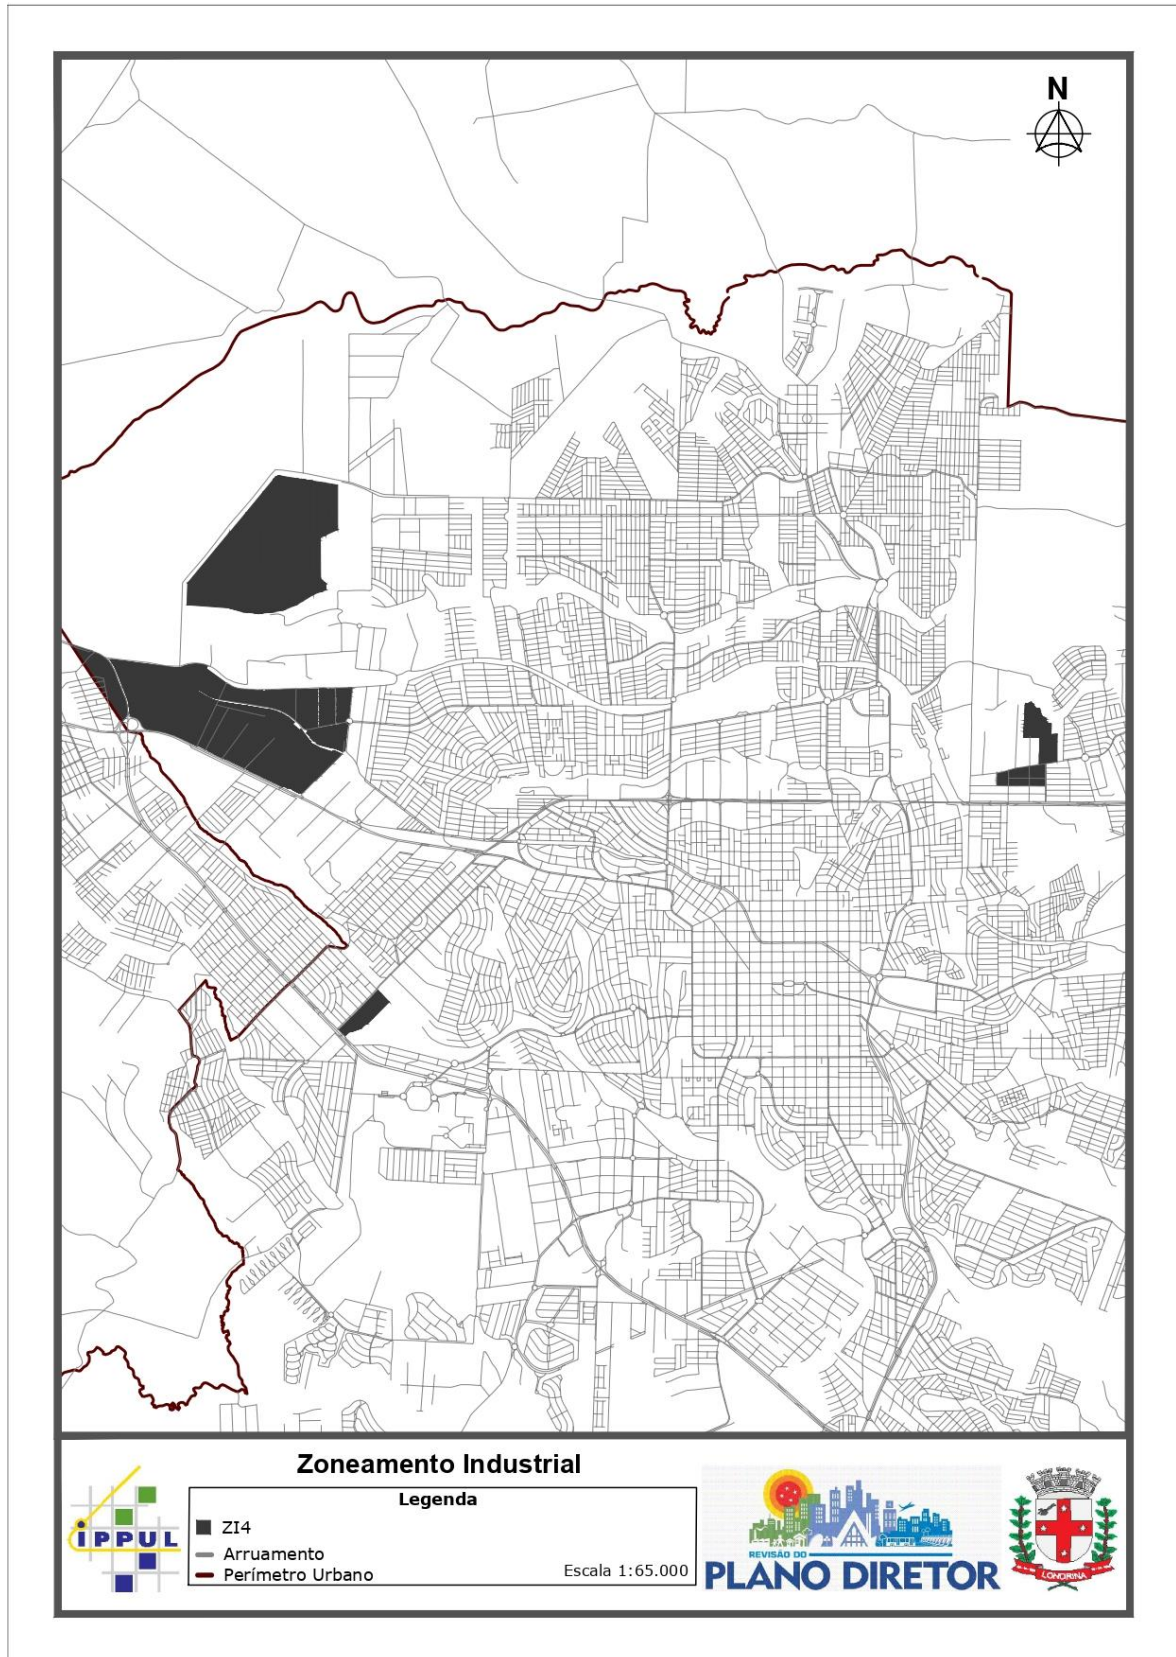 N
Zoneamento Industrial
Legenda
ZI4
Arruamento
Perímetro Urbano
Escala 1:65.000
IPPUL
REVISÃO DO
PLANO DIRETOR
LONDRINA